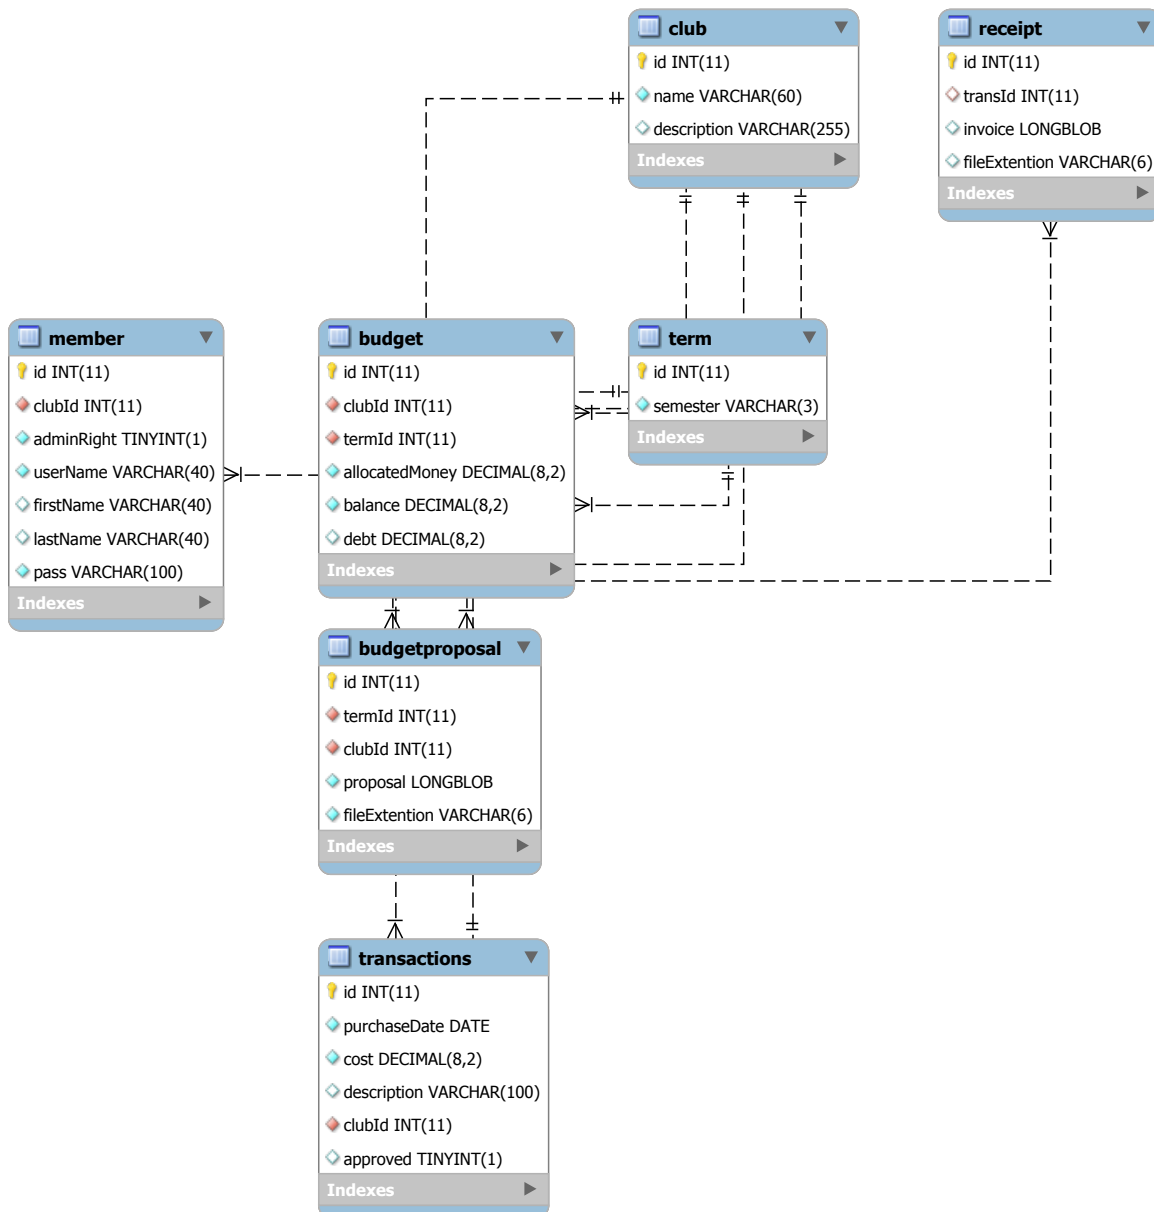 club
id INT(11)
name VARCHAR(60)
description VARCHAR(255)
Indexes
receipt
id INT(11)
transId INT(11)
invoice LONGBLOB
fileExtention VARCHAR(6)
Indexes
member
id INT(11)
clubId INT(11)
adminRight TINYINT(1)
userName VARCHAR(40)
firstName VARCHAR(40)
lastName VARCHAR(40)
pass VARCHAR(100)
Indexes
budget
id INT(11)
clubId INT(11)
termId INT(11)
allocatedMoney DECIMAL(8,2)
balance DECIMAL(8,2)
debt DECIMAL(8,2)
Indexes
term
id INT(11)
semester VARCHAR(3)
Indexes
budgetproposal
id INT(11)
termId INT(11)
clubId INT(11)
proposal LONGBLOB
fileExtention VARCHAR(6)
Indexes
transactions
id INT(11)
purchaseDate DATE
cost DECIMAL(8,2)
description VARCHAR(100)
clubId INT(11)
approved TINYINT(1)
Indexes